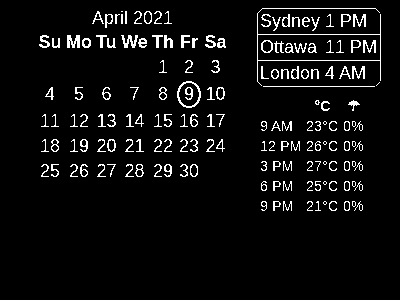 April 2021
Su Mo Tu We Th Fr Sa
1 2 3
4 5 6 7 8 9 10
11 12 13 14 15 16 17
18 19 20 21 22 23 24
25 26 27 28 29 30
Sydney 1 PM
Ottawa 11 PM
London 4 AM
°C ☂
9 AM 23°C 0%
12 PM 26°C 0%
3 PM 27°C 0%
6 PM 25°C 0%
9 PM 21°C 0%